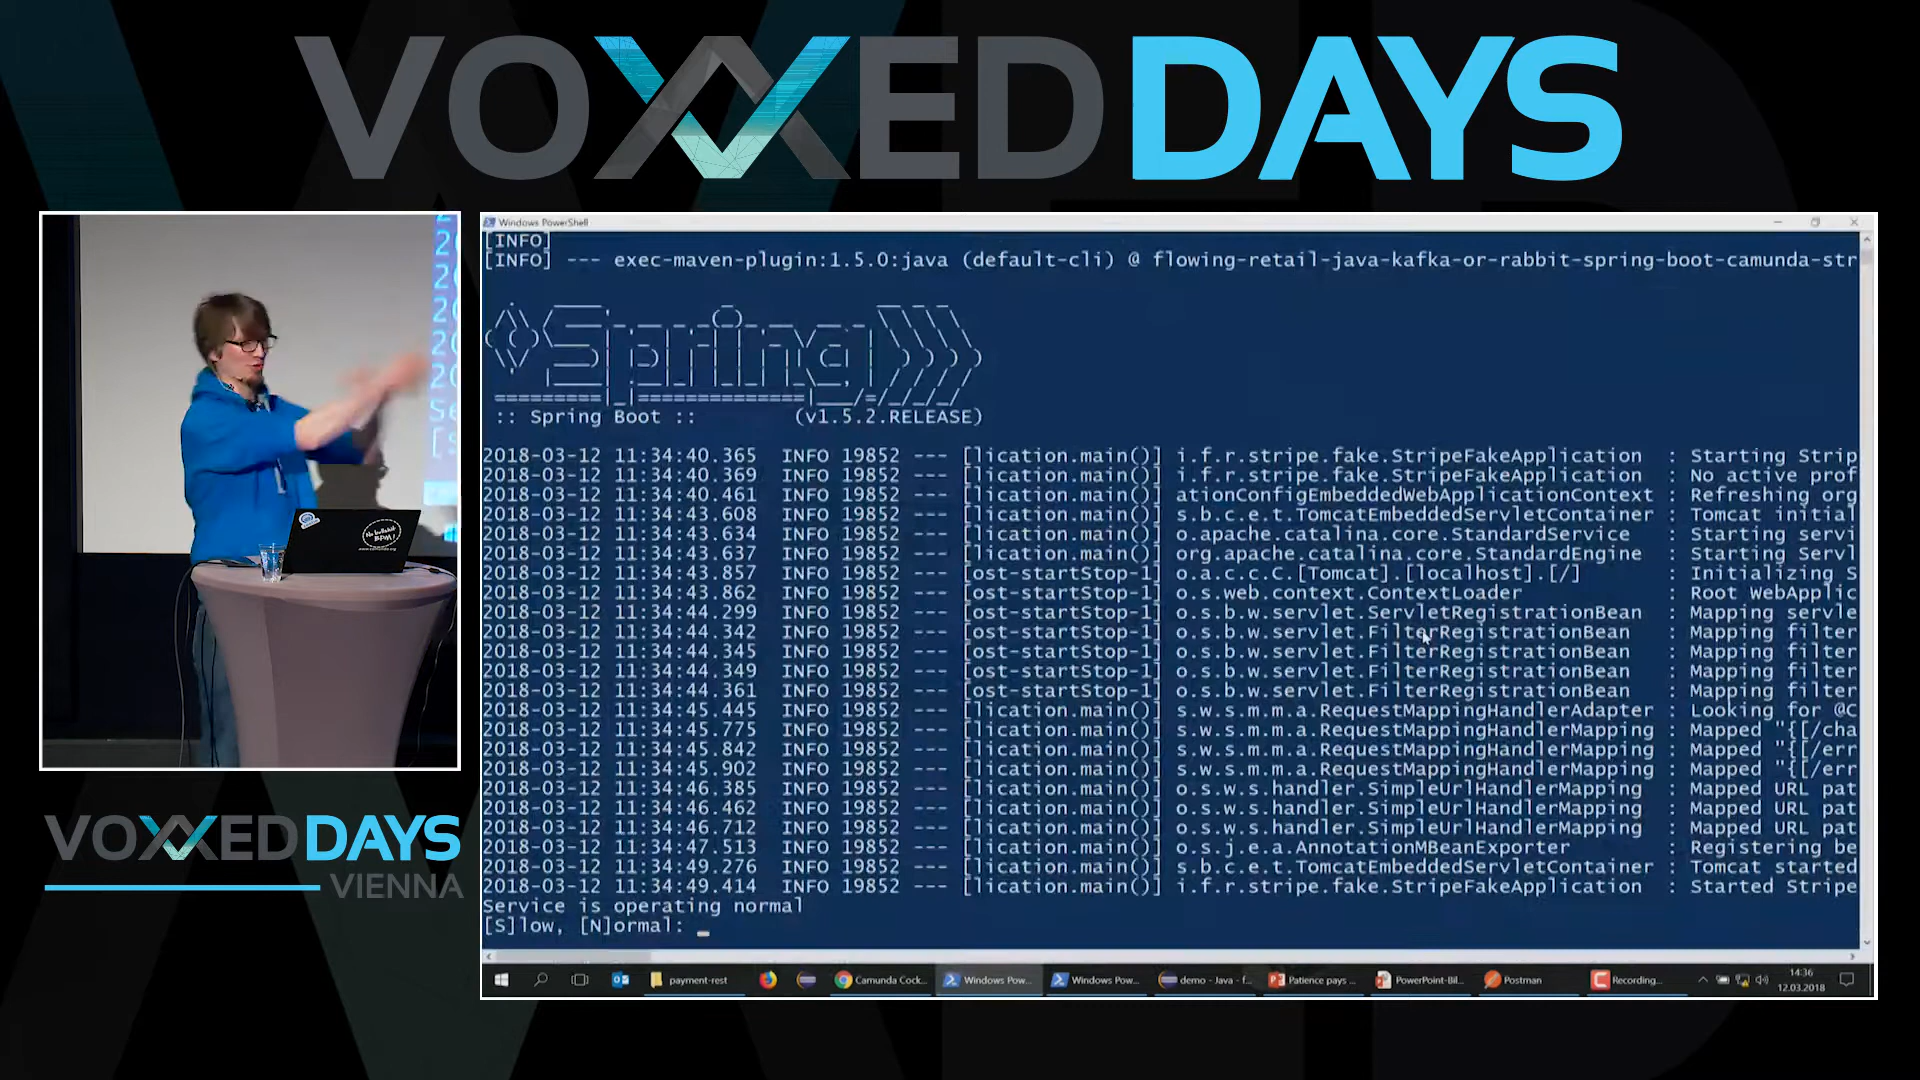 VOXXED DAYS
Windows PowerShell
[INFO]
[INFO] --- exec-maven-plugin:1.5.0:java (default-cli) @ flowing-retail-java-kafka-or-rabbit-spring-boot-camunda-str
Spring
:: Spring Boot :: (v1.5.2.RELEASE)
2018-03-12 11:34:40.365 INFO 19852 --- [lication.main()] i.f.r.stripe.fake.StripeFakeApplication : Starting Strip
2018-03-12 11:34:40.369 INFO 19852 --- [lication.main()] i.f.r.stripe.fake.StripeFakeApplication : No active prof
2018-03-12 11:34:40.461 INFO 19852 --- [lication.main()] ationConfigEmbeddedWebApplicationContext : Refreshing org
2018-03-12 11:34:43.608 INFO 19852 --- [lication.main()] s.b.c.e.t.TomcatEmbeddedServletContainer : Tomcat initial
2018-03-12 11:34:43.634 INFO 19852 --- [lication.main()] o.apache.catalina.core.StandardService : Starting servi
2018-03-12 11:34:43.637 INFO 19852 --- [lication.main()] org.apache.catalina.core.StandardEngine : Starting Servl
2018-03-12 11:34:43.857 INFO 19852 --- [ost-startStop-1] o.a.c.c.C.[Tomcat].[localhost].[/] : Initializing S
2018-03-12 11:34:43.862 INFO 19852 --- [ost-startStop-1] o.s.web.context.ContextLoader : Root WebApplic
2018-03-12 11:34:44.299 INFO 19852 --- [ost-startStop-1] o.s.b.w.servlet.ServletRegistrationBean : Mapping servle
2018-03-12 11:34:44.342 INFO 19852 --- [ost-startStop-1] o.s.b.w.servlet.FilterRegistrationBean : Mapping filter
2018-03-12 11:34:44.345 INFO 19852 --- [ost-startStop-1] o.s.b.w.servlet.FilterRegistrationBean : Mapping filter
2018-03-12 11:34:44.349 INFO 19852 --- [ost-startStop-1] o.s.b.w.servlet.FilterRegistrationBean : Mapping filter
2018-03-12 11:34:44.361 INFO 19852 --- [ost-startStop-1] o.s.b.w.servlet.FilterRegistrationBean : Mapping filter
2018-03-12 11:34:45.445 INFO 19852 --- [lication.main()] s.w.s.m.m.a.RequestMappingHandlerAdapter : Looking for @C
2018-03-12 11:34:45.775 INFO 19852 --- [lication.main()] s.w.s.m.m.a.RequestMappingHandlerMapping : Mapped "{[/cha
2018-03-12 11:34:45.842 INFO 19852 --- [lication.main()] s.w.s.m.m.a.RequestMappingHandlerMapping : Mapped "{[/err
2018-03-12 11:34:45.902 INFO 19852 --- [lication.main()] s.w.s.m.m.a.RequestMappingHandlerMapping : Mapped "{[/err
2018-03-12 11:34:46.385 INFO 19852 --- [lication.main()] o.s.w.s.handler.SimpleUrlHandlerMapping : Mapped URL pat
2018-03-12 11:34:46.462 INFO 19852 --- [lication.main()] o.s.w.s.handler.SimpleUrlHandlerMapping : Mapped URL pat
2018-03-12 11:34:46.712 INFO 19852 --- [lication.main()] o.s.w.s.handler.SimpleUrlHandlerMapping : Mapped URL pat
2018-03-12 11:34:47.513 INFO 19852 --- [lication.main()] o.s.j.e.a.AnnotationMBeanExporter : Registering be
2018-03-12 11:34:49.276 INFO 19852 --- [lication.main()] s.b.c.e.t.TomcatEmbeddedServletContainer : Tomcat started
2018-03-12 11:34:49.414 INFO 19852 --- [lication.main()] i.f.r.stripe.fake.StripeFakeApplication : Started Stripe
Service is operating normal
[S]low, [N]ormal: _
payment-rest
Camunda Cock...
Windows Pow...
Windows Pow...
demo - Java - f...
Patience pays ...
PowerPoint-Bil...
Postman
Recording...
14:36
12.03.2018
No bullshit
BPM!
VOXXED DAYS
VIENNA